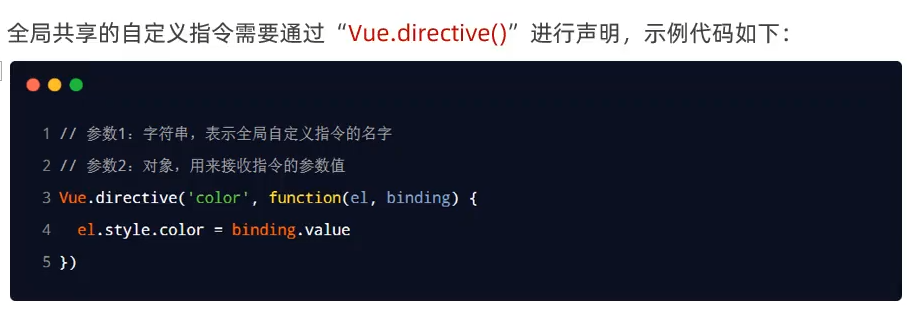 全局共享的自定义指令需要通过“Vue.directive()”进行声明，示例代码如下：
1 // 参数1：字符串，表示全局自定义指令的名字
2 // 参数2：对象，用来接收指令的参数值
3 Vue.directive('color', function(el, binding) {
4   el.style.color = binding.value
5 })